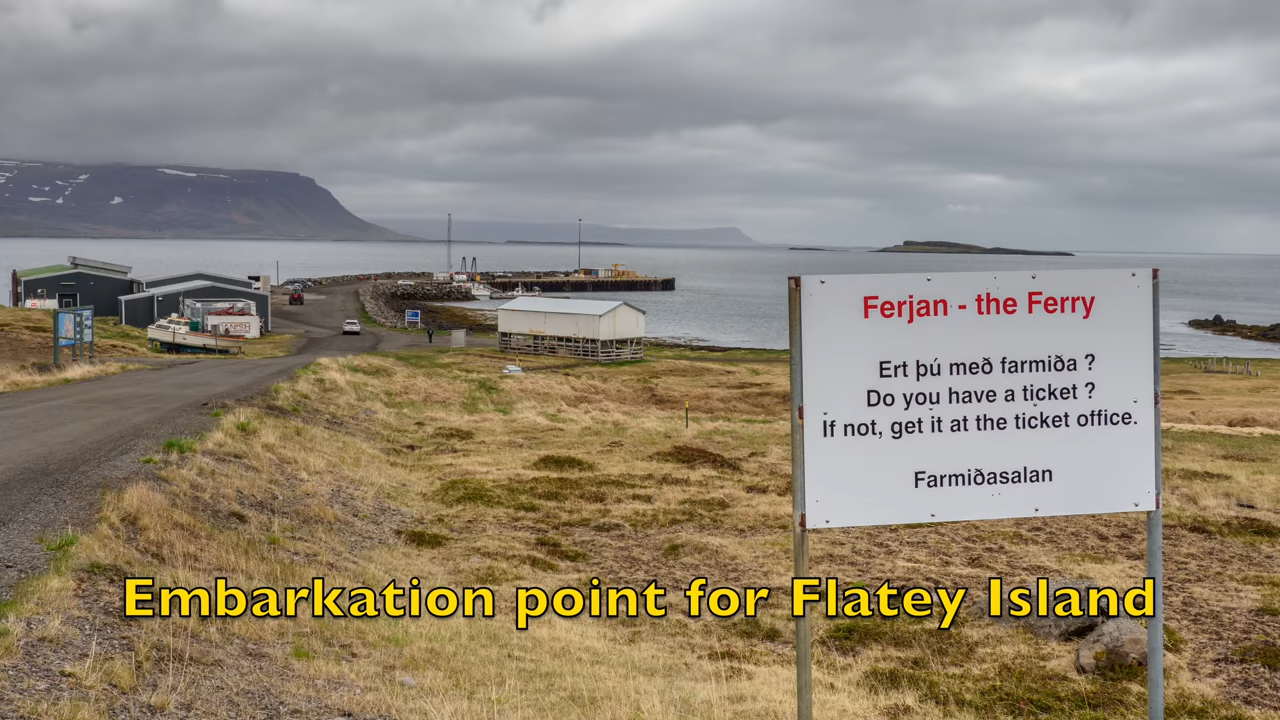 Ferjan - the Ferry
Ert þú með farmiða ?
Do you have a ticket ?
If not, get it at the ticket office.
Farmiðasalan
Embarkation point for Flatey Island